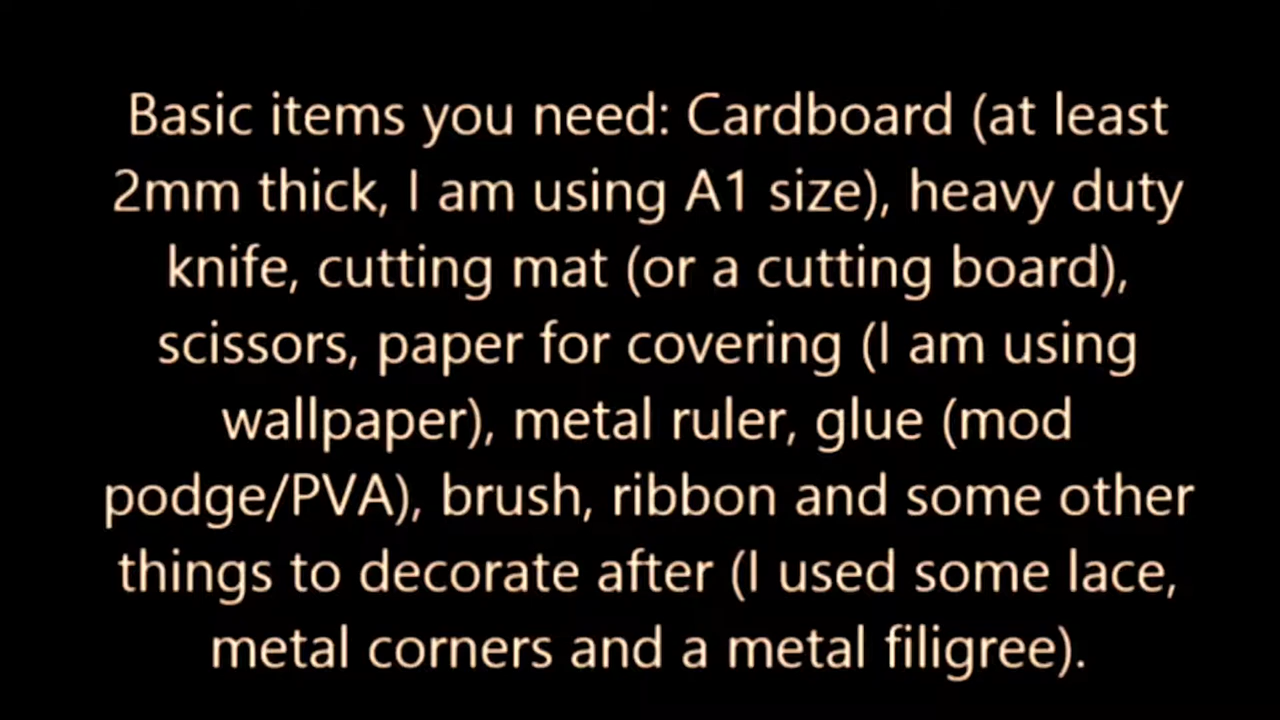 Basic items you need: Cardboard (at least
2mm thick, I am using A1 size), heavy duty
knife, cutting mat (or a cutting board),
scissors, paper for covering (I am using
wallpaper), metal ruler, glue (mod
podge/PVA), brush, ribbon and some other
things to decorate after (I used some lace,
metal corners and a metal filigree).